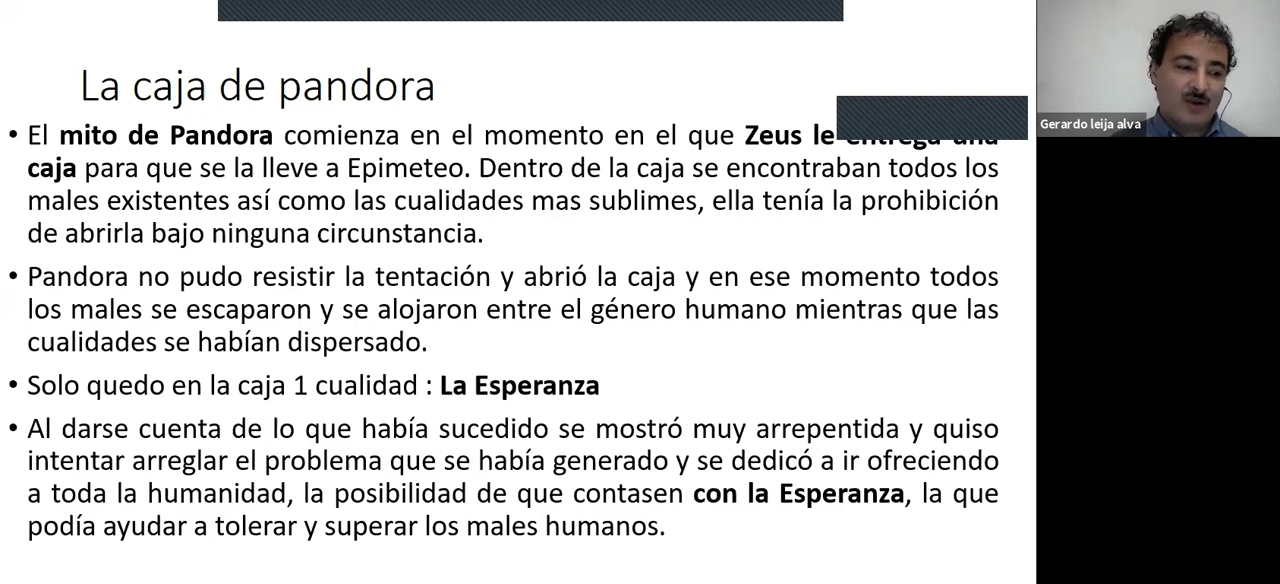 La caja de pandora
Gerardo leija alva
• El mito de Pandora comienza en el momento en el que Zeus le entrega una
caja para que se la lleve a Epimeteo. Dentro de la caja se encontraban todos los
males existentes así como las cualidades mas sublimes, ella tenía la prohibición
de abrirla bajo ninguna circunstancia.
• Pandora no pudo resistir la tentación y abrió la caja y en ese momento todos
los males se escaparon y se alojaron entre el género humano mientras que las
cualidades se habían dispersado.
• Solo quedo en la caja 1 cualidad : La Esperanza
• Al darse cuenta de lo que había sucedido se mostró muy arrepentida y quiso
intentar arreglar el problema que se había generado y se dedicó a ir ofreciendo
a toda la humanidad, la posibilidad de que contasen con la Esperanza, la que
podía ayudar a tolerar y superar los males humanos.